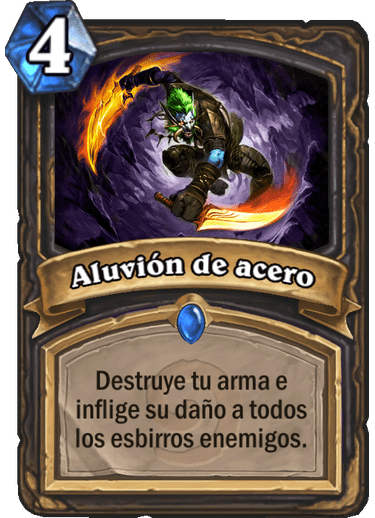 4
Aluvión de acero
Destruye tu arma e
inflige su daño a todos
los esbirros enemigos.